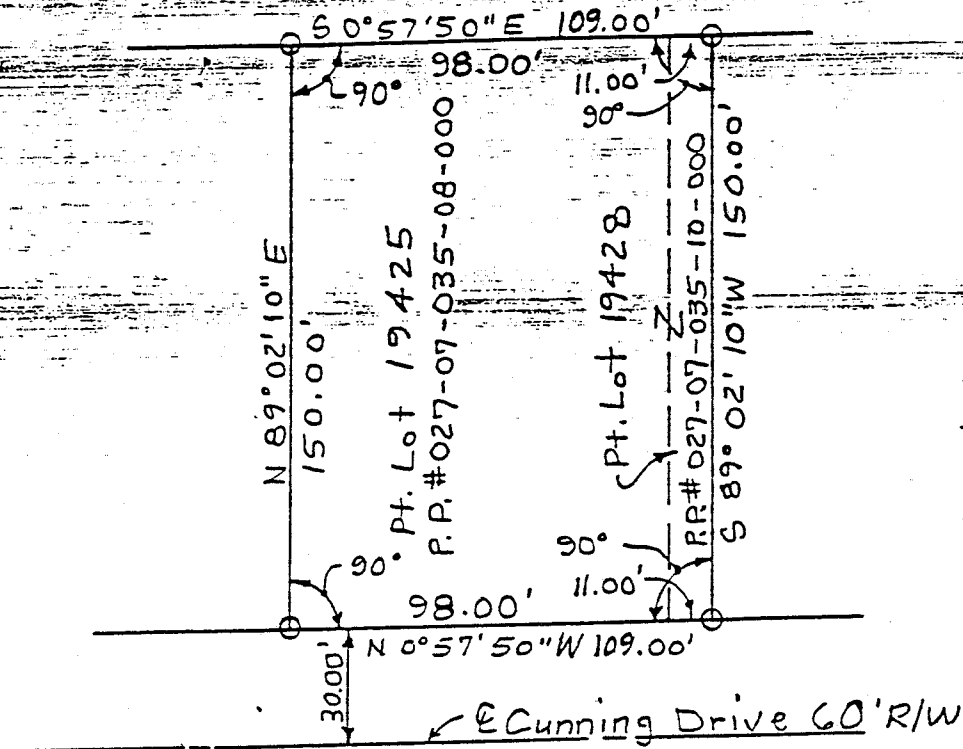 S 0°57'50"E 109.00'
98.00'
11.00'
90°
90°
N 89°02'10"E
150.00'
Pt. Lot 19425
P.P.#027-07-035-08-000
Pt. Lot 19428
Z
P.P.#027-07-035-10-000
S 89°02'10"W 150.00'
90°
90°
11.00'
98.00'
N 0°57'50"W 109.00'
30.00'
℄ Cunning Drive 60'R/W